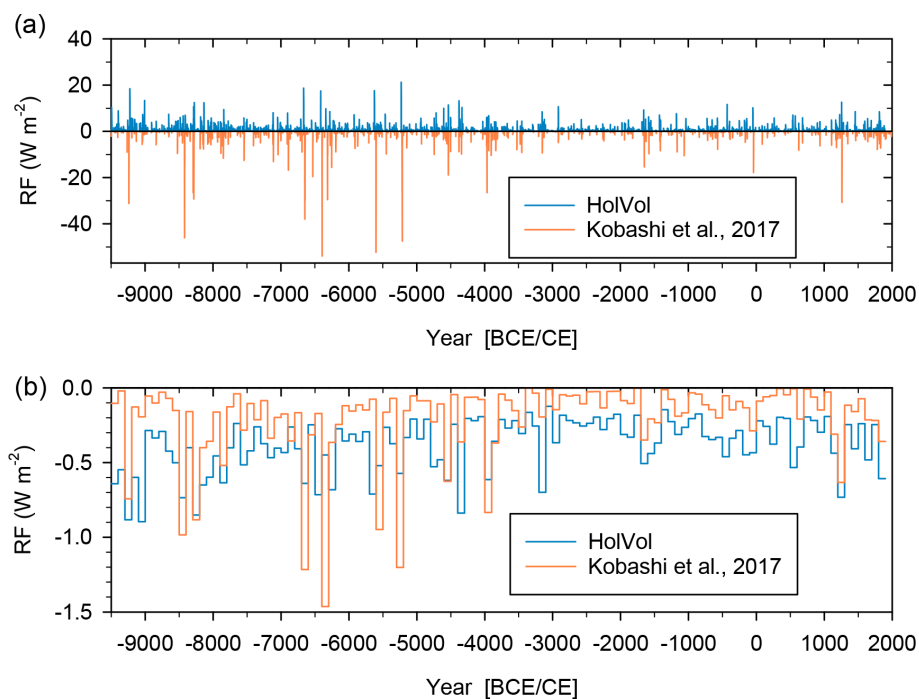 (a)
40
20
0
-20
-40
RF (W m-2)
HolVol
Kobashi et al., 2017
-9000 -8000 -7000 -6000 -5000 -4000 -3000 -2000 -1000 0 1000 2000
Year [BCE/CE]
(b)
0.0
-0.5
-1.0
-1.5
RF (W m-2)
HolVol
Kobashi et al., 2017
-9000 -8000 -7000 -6000 -5000 -4000 -3000 -2000 -1000 0 1000 2000
Year [BCE/CE]